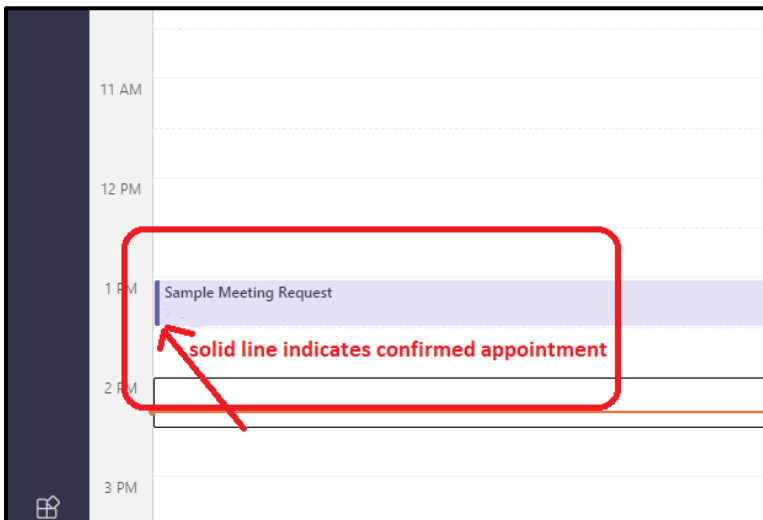 11 AM
12 PM
1 PM
Sample Meeting Request
solid line indicates confirmed appointment
2 PM
3 PM